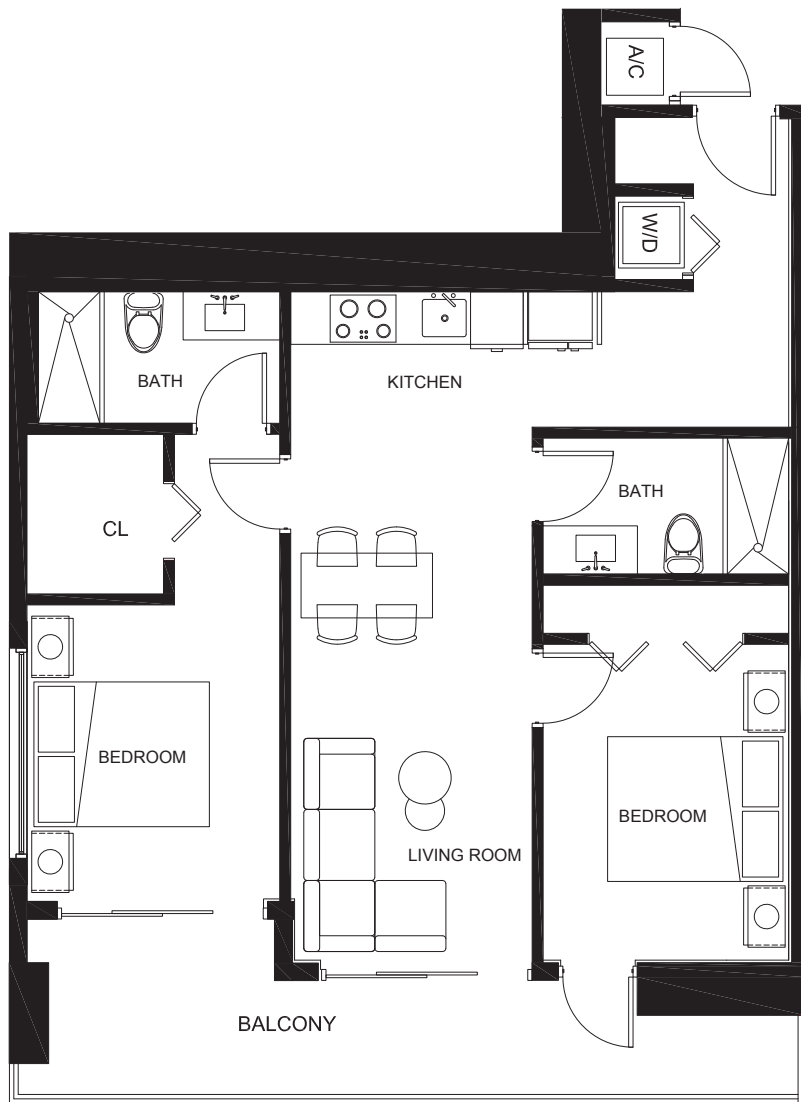 A/C
W/D
BATH
KITCHEN
BATH
CL
BEDROOM
BEDROOM
LIVING ROOM
BALCONY